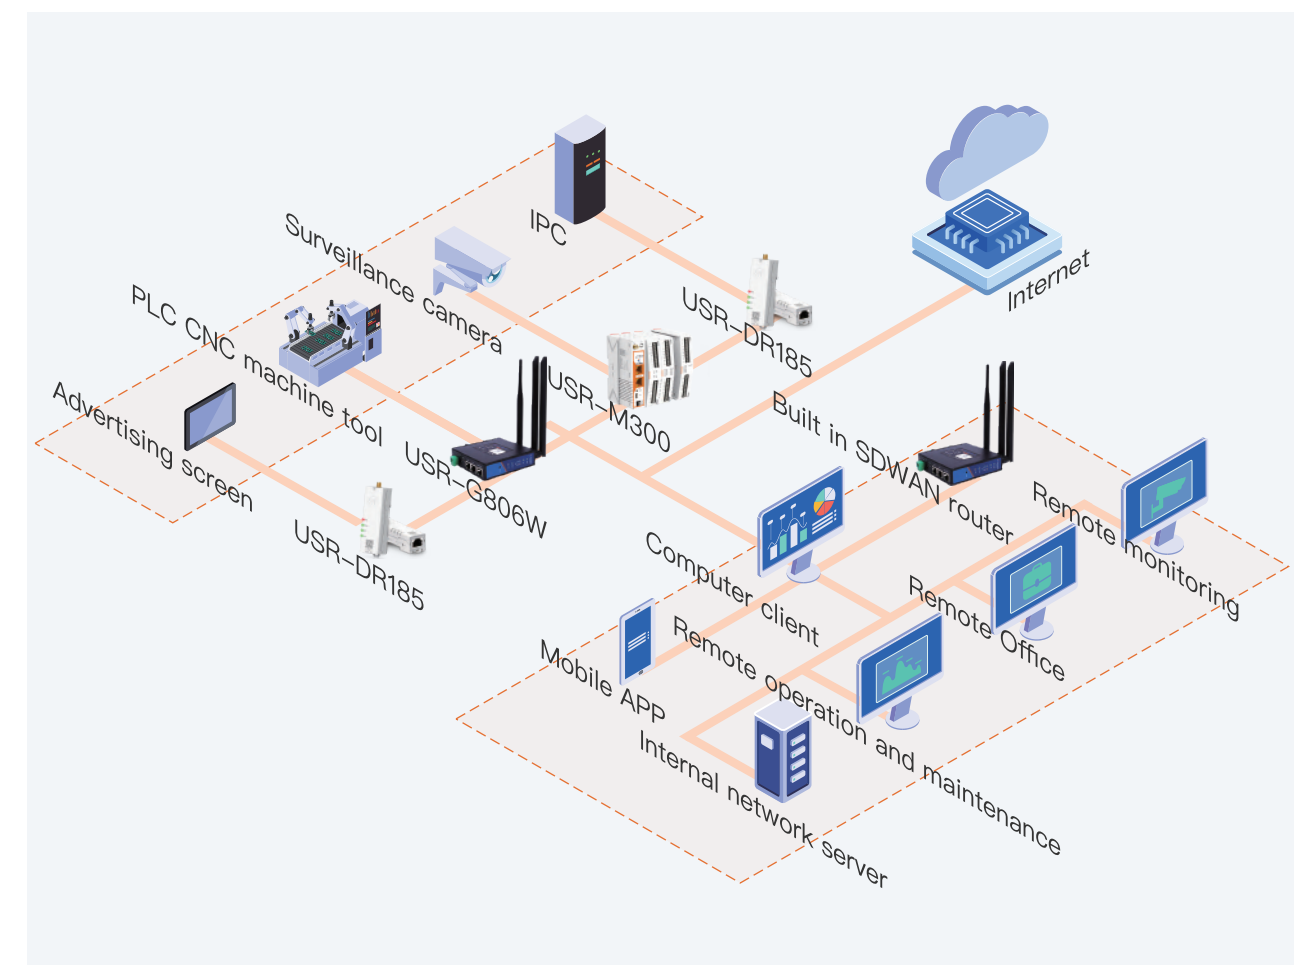 IPC
Surveillance camera
PLC CNC machine tool
Advertising screen
USR-DR185
USR-M300
USR-G806W
USR-DR185
Internet
Built in SDWAN router
Computer client
Mobile APP
Remote monitoring
Remote Office
Remote operation and maintenance
Internal network server